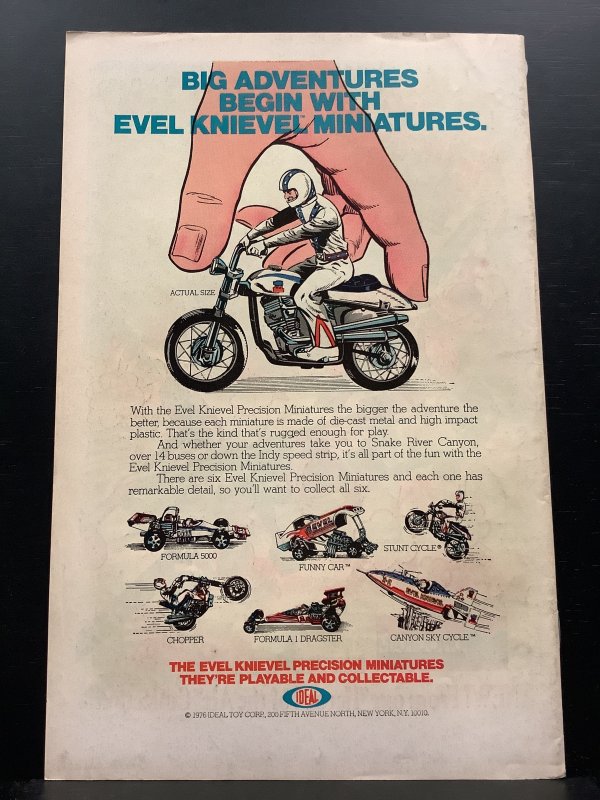 BIG ADVENTURES
BEGIN WITH
EVEL KNIEVEL™ MINIATURES.
ACTUAL SIZE
With the Evel Knievel Precision Miniatures the bigger the adventure the
better, because each miniature is made of die-cast metal and high impact
plastic. That's the kind that's rugged enough for play.
And whether your adventures take you to Snake River Canyon,
over 14 buses or down the Indy speed strip, it's all part of the fun with the
Evel Knievel Precision Miniatures.
There are six Evel Knievel Precision Miniatures and each one has
remarkable detail, so you'll want to collect all six.
FORMULA 5000
EVEL
FUNNY CAR™
STUNT CYCLE®
CHOPPER
FORMULA 1 DRAGSTER
EVEL KNIEVEL
CANYON SKY CYCLE™
THE EVEL KNIEVEL PRECISION MINIATURES
THEY'RE PLAYABLE AND COLLECTABLE.
IDEAL
© 1976 IDEAL TOY CORP., 200 FIFTH AVENUE NORTH, NEW YORK, N.Y. 10010.